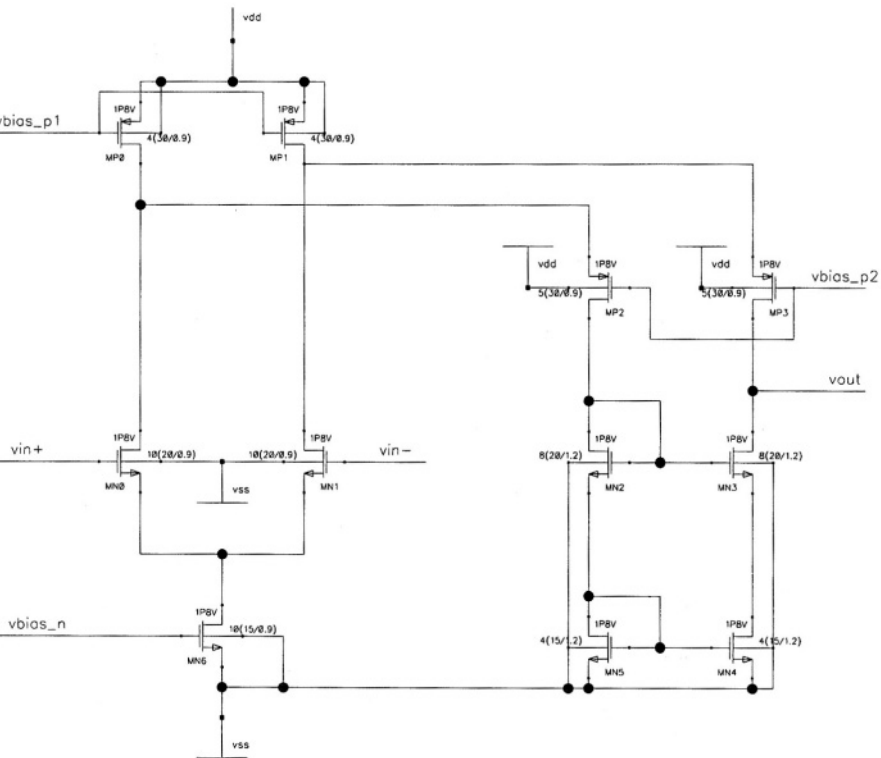 vdd
1P8V 1P8V
vbias_p1
4(30/0.9) 4(30/0.9)
MP0 MP1
1P8V 1P8V
vdd vdd vbias_p2
5(30/0.9) 5(30/0.9)
MP2 MP3
vout
1P8V 1P8V 1P8V 1P8V
vin+ 10(20/0.9) 10(20/0.9) vin- 8(20/1.2) 8(20/1.2)
MN0 MN1 MN2 MN3
vss
1P8V 1P8V 1P8V
vbias_n 10(15/0.9) 4(15/1.2) 4(15/1.2)
MN6 MN5 MN4
vss